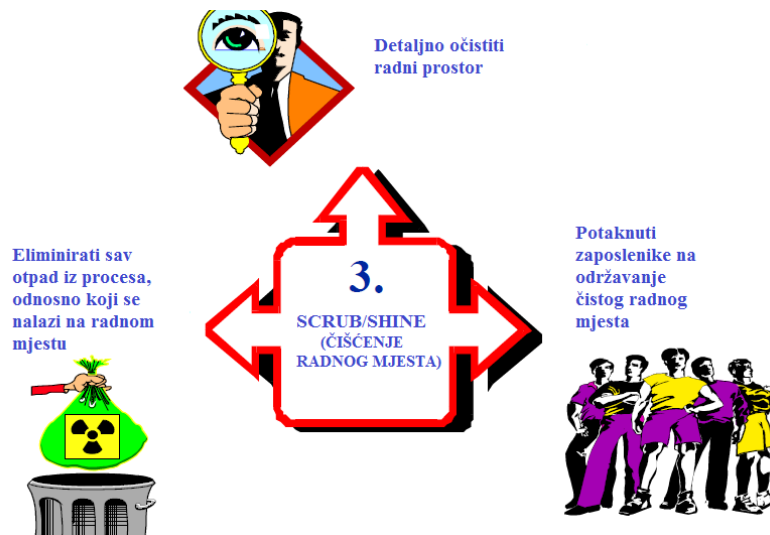 Detaljno očistiti
radni prostor
Eliminirati sav
otpad iz procesa,
odnosno koji se
nalazi na radnom
mjestu
3.
SCRUB/SHINE
(ČIŠĆENJE
RADNOG MJESTA)
Potaknuti
zaposlenike na
održavanje
čistog radnog
mjesta